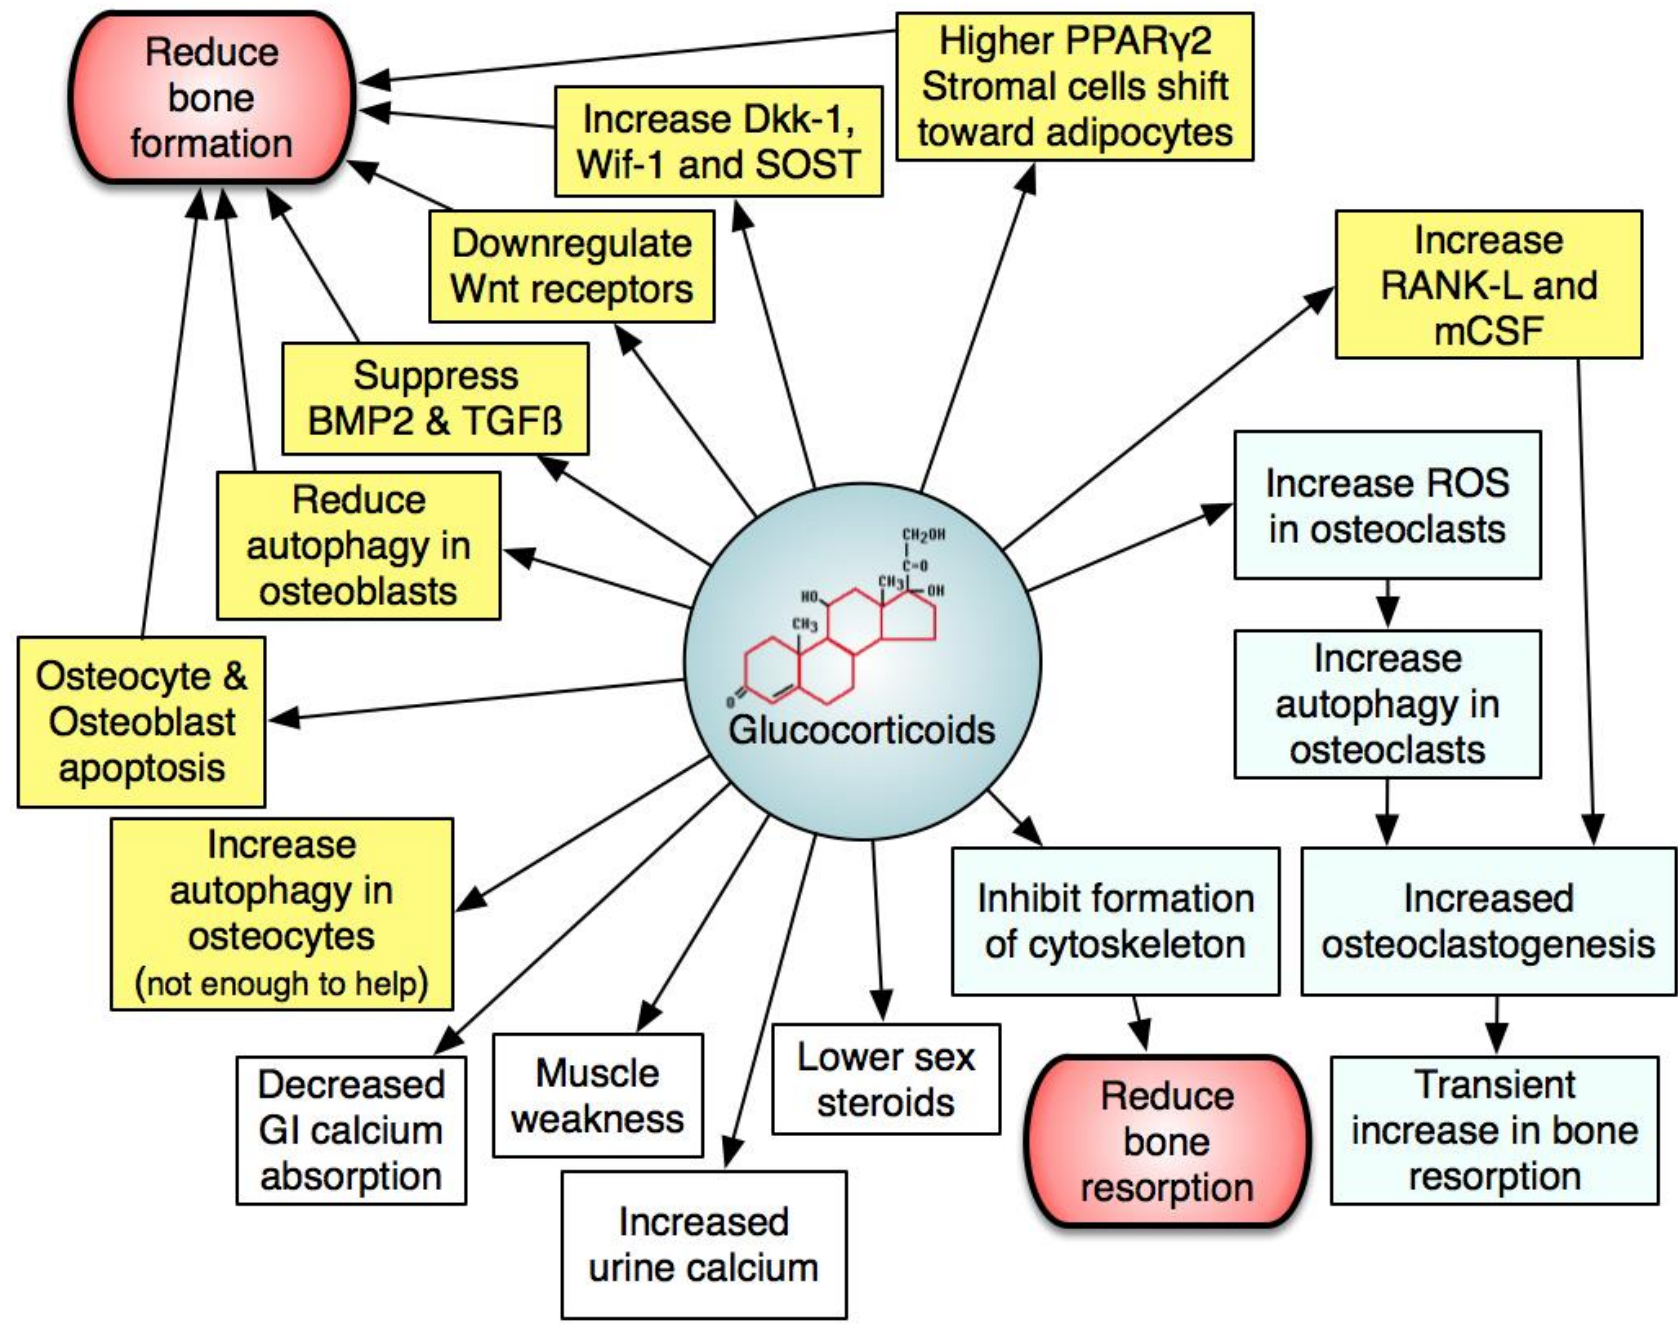 Reduce
bone
formation
Higher PPARγ2
Stromal cells shift
toward adipocytes
Increase Dkk-1,
Wif-1 and SOST
Downregulate
Wnt receptors
Increase
RANK-L and
mCSF
Suppress
BMP2 & TGFß
Reduce
autophagy in
osteoblasts
Increase ROS
in osteoclasts
Osteocyte &
Osteoblast
apoptosis
CH2OH
C=O
CH3
OH
HO
CH3
O
Glucocorticoids
Increase
autophagy in
osteoclasts
Increase
autophagy in
osteocytes
(not enough to help)
Inhibit formation
of cytoskeleton
Increased
osteoclastogenesis
Decreased
GI calcium
absorption
Muscle
weakness
Lower sex
steroids
Increased
urine calcium
Reduce
bone
resorption
Transient
increase in bone
resorption